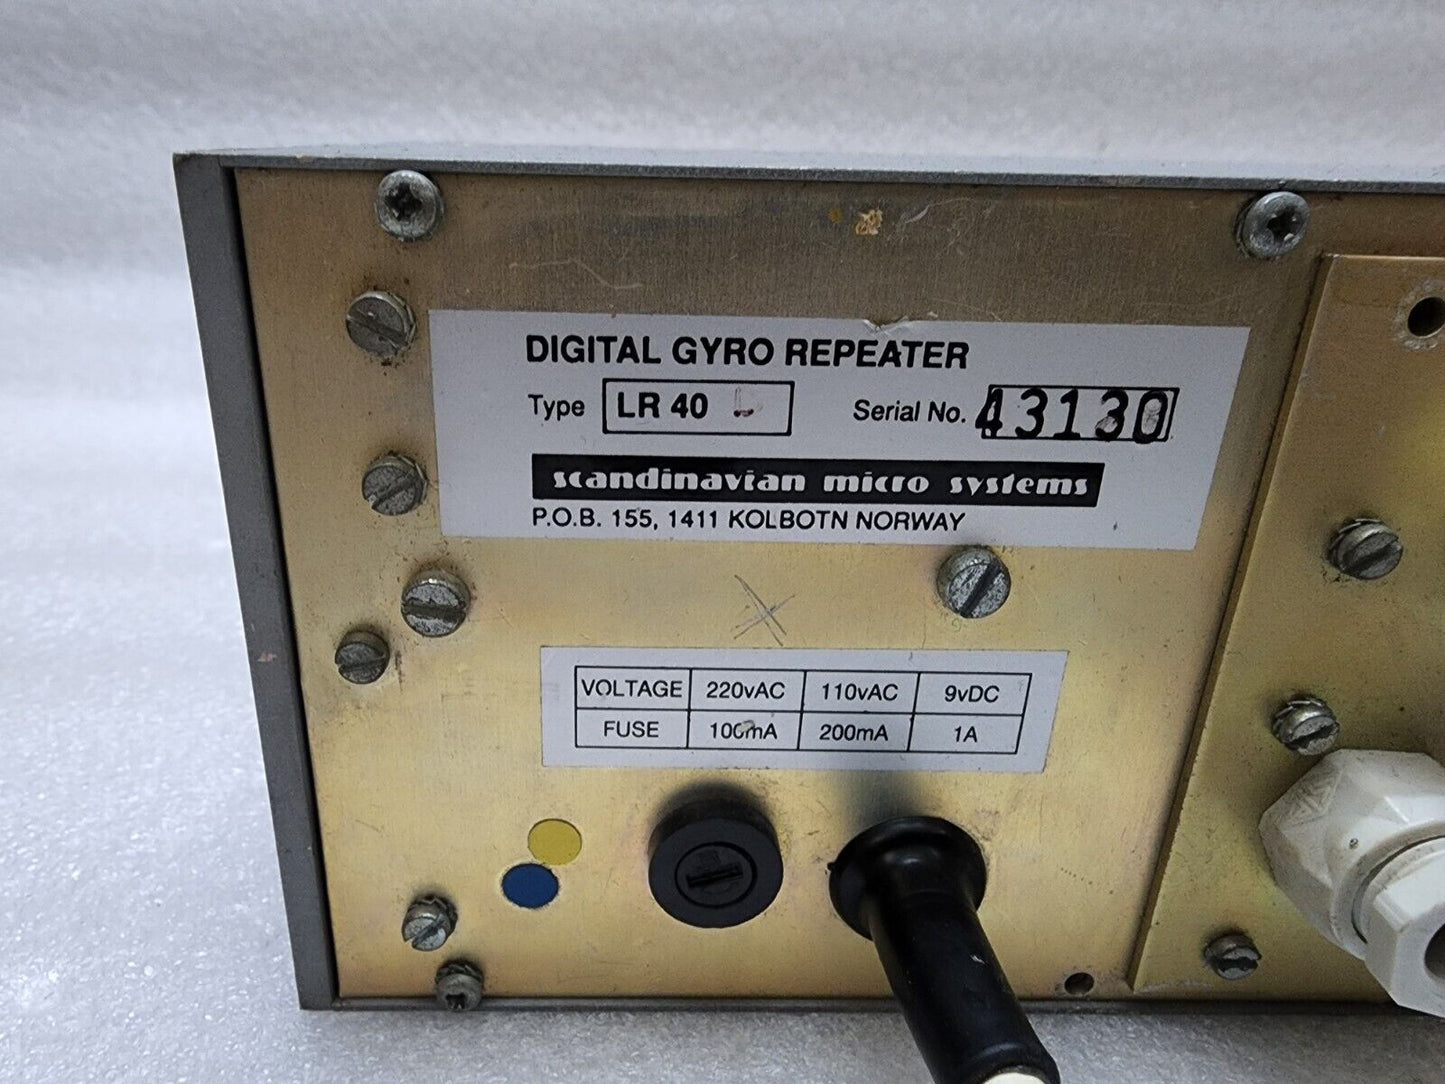 DIGITAL GYRO REPEATER
Type LR 40 Serial No. 43130
scandinavian micro systems
P.O.B. 155, 1411 KOLBOTN NORWAY
VOLTAGE 220vAC 110vAC 9vDC
FUSE 100mA 200mA 1A